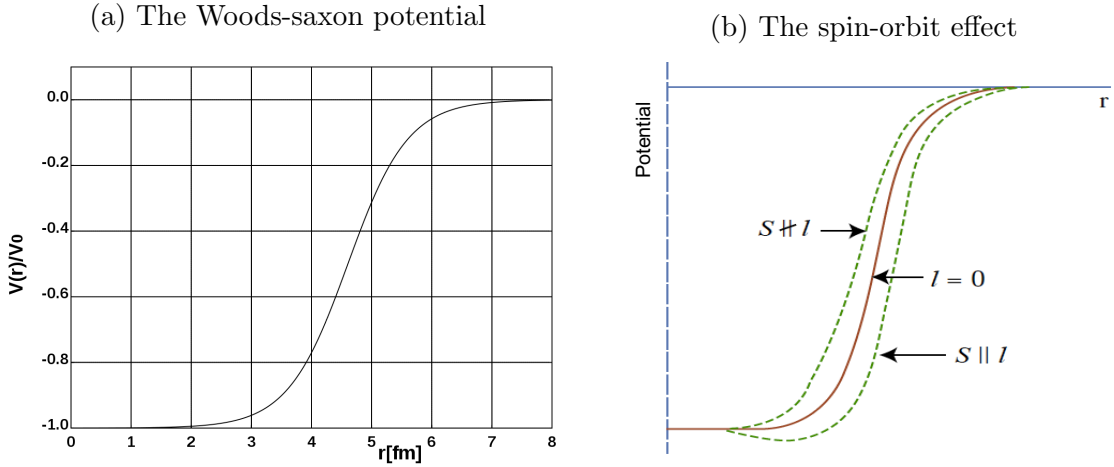 (a) The Woods-saxon potential
0.0
-0.2
-0.4
-0.6
-0.8
-1.0
V(r)/V0
0 1 2 3 4 5 6 7 8
r[fm]
(b) The spin-orbit effect
Potential
r
S ∦ l
l = 0
S || l